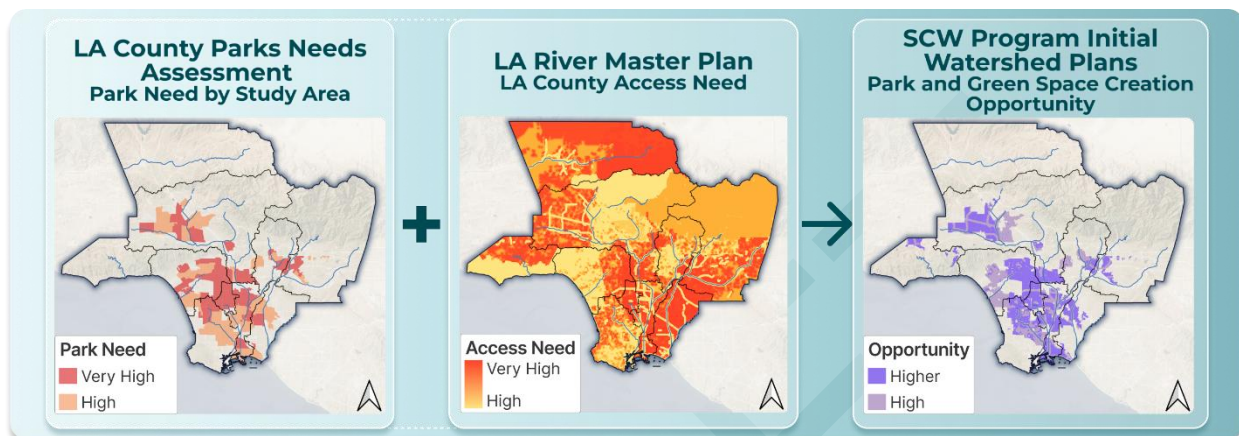 LA County Parks Needs
Assessment
Park Need by Study Area
Park Need
Very High
High
+
LA River Master Plan
LA County Access Need
Access Need
Very High
High
SCW Program Initial
Watershed Plans
Park and Green Space Creation
Opportunity
Opportunity
Higher
High